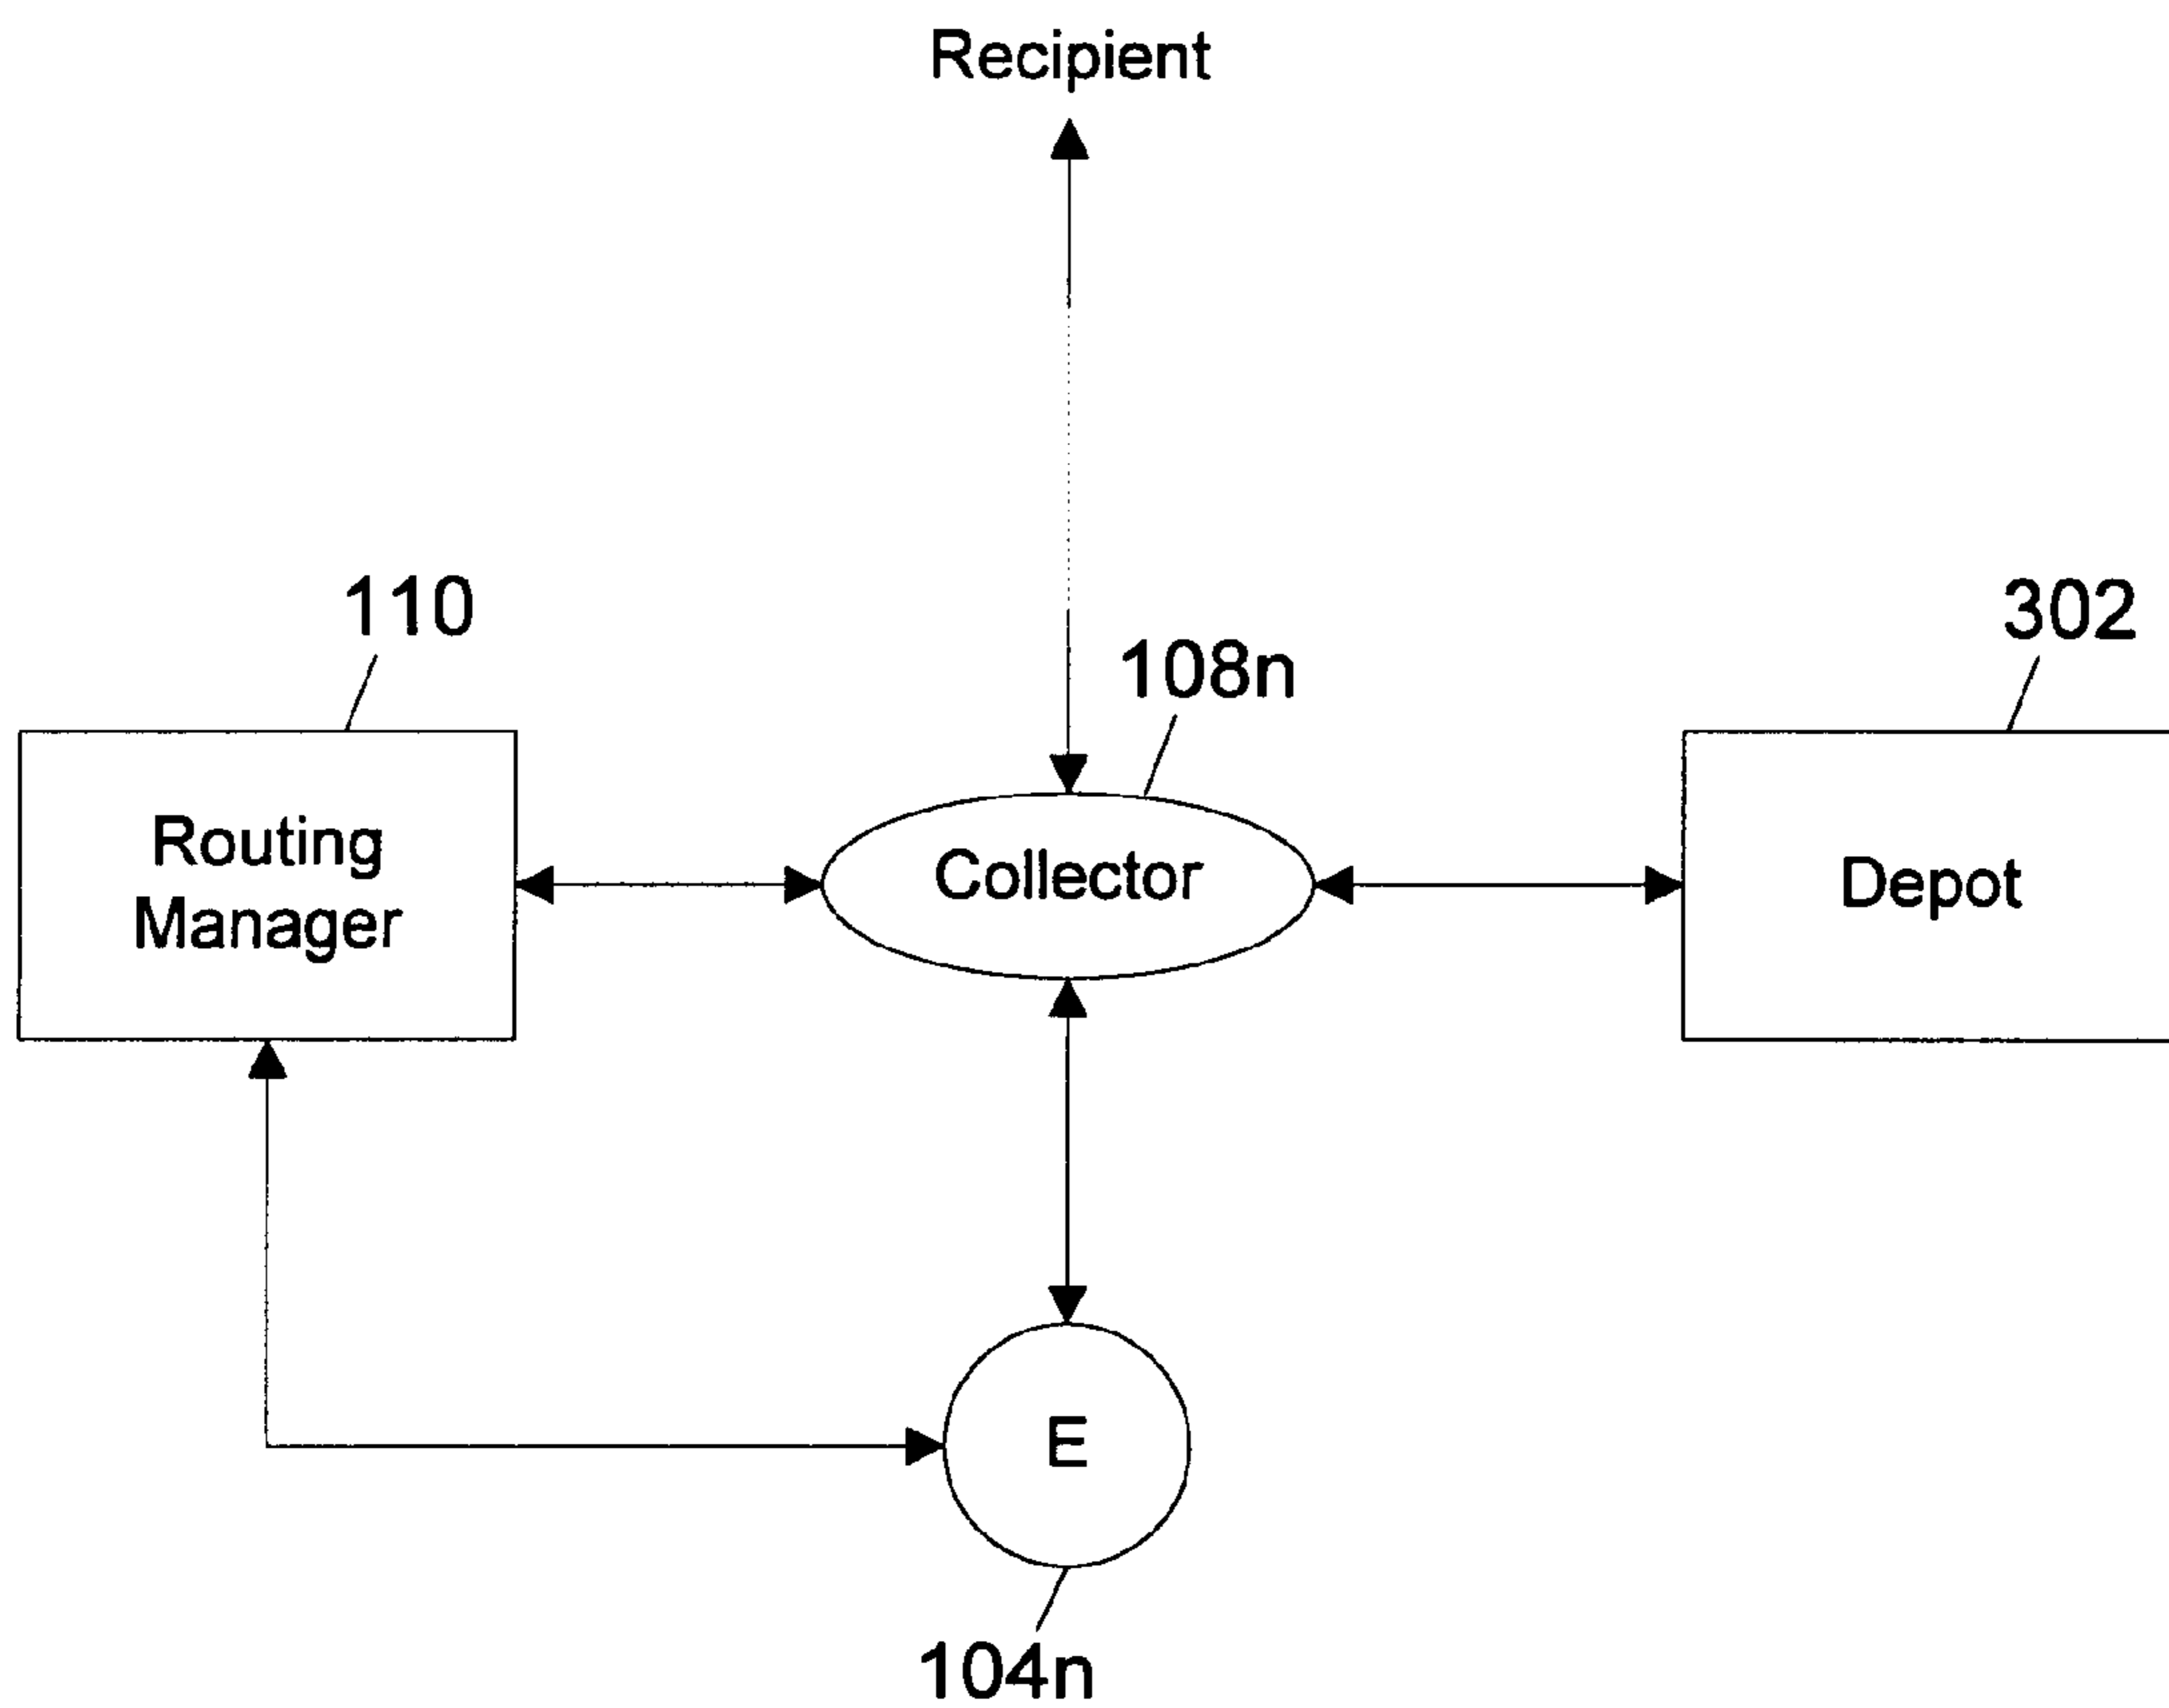 Recipient
110
302
108n
Routing
Manager
Collector
Depot
E
104n